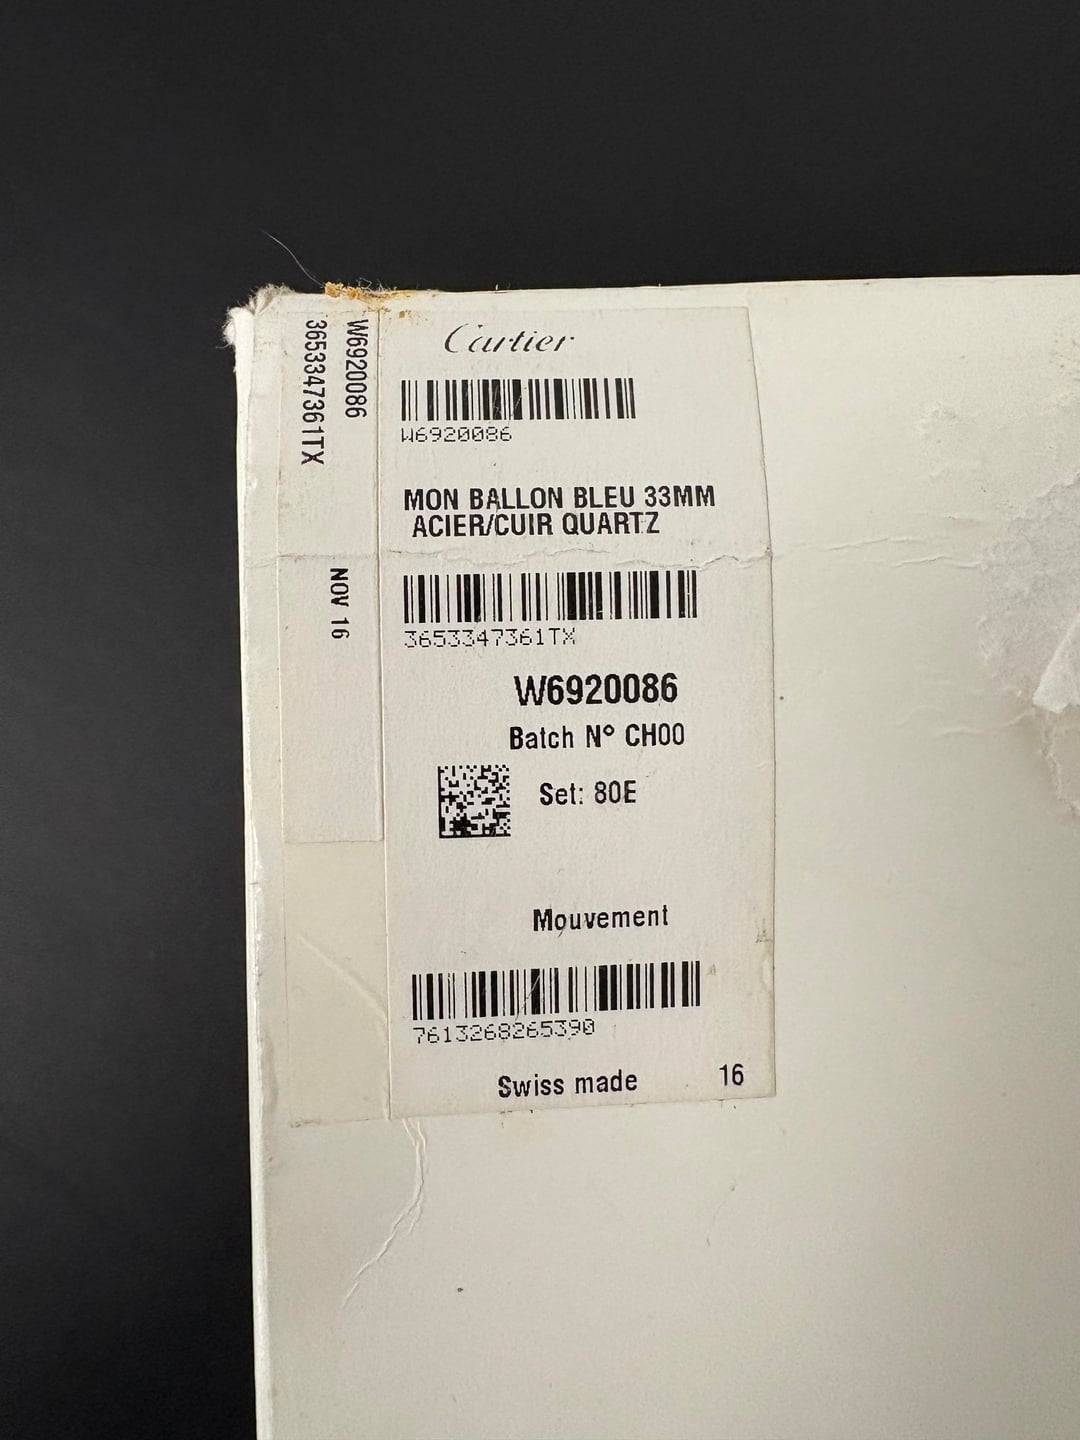 W6920086
3653347361TX
NOV 16
Cartier
W6920086
MON BALLON BLEU 33MM
ACIER/CUIR QUARTZ
3653347361TX
W6920086
Batch N° CH00
Set: 80E
Mouvement
7613268265390
Swiss made 16